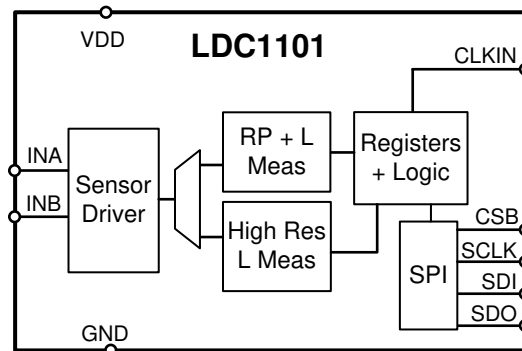 VDD
LDC1101
CLKIN
INA
INB
Sensor
Driver
RP + L
Meas
High Res
L Meas
Registers
+ Logic
SPI
CSB
SCLK
SDI
SDO
GND